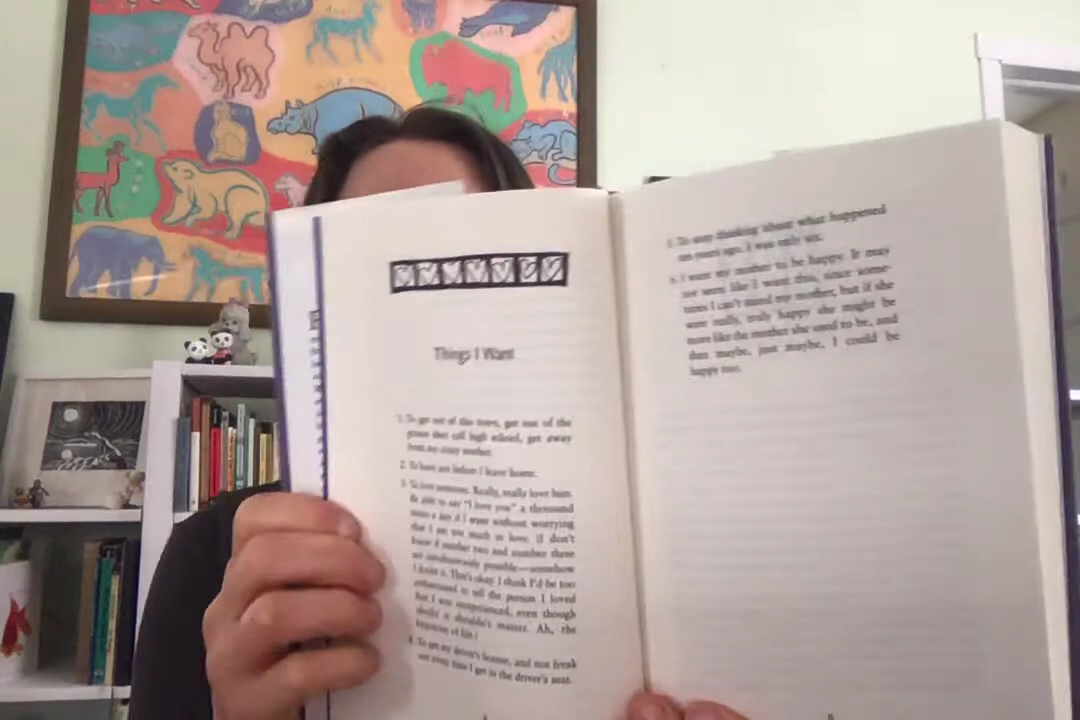 Things I Want
1. To get out of this town, get out of the
prison they call high school, get away
from my crazy mother.
2. To have sex before I leave home.
3. To love someone. Really, really love him.
Be able to say "I love you" a thousand
times a day if I want without worrying
that I am too much in love. (I don't
know if number two and number three
are simultaneously possible—somehow
I doubt it. That's okay. I think I'd be too
embarrassed to tell the person I loved
that I was inexperienced, even though
ideally it shouldn't matter. Ah, the
of life.)
4. To get my driver's license, and not freak
out every time I get in the driver's seat.
5. To stop thinking about what happened
ten years ago. I was only six.
6. I want my mother to be happy. It may
not seem like I want this, since some-
times I can't stand my mother, but if she
were really, truly happy she might be
more like the mother she used to be, and
then maybe, just maybe, I could be
happy too.